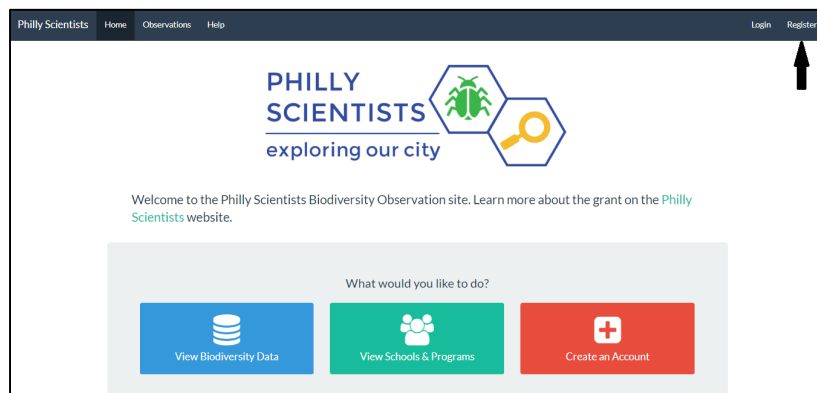 Philly Scientists Home Observations Help Login Register
PHILLY
SCIENTISTS
exploring our city
Welcome to the Philly Scientists Biodiversity Observation site. Learn more about the grant on the Philly
Scientists website.
What would you like to do?
View Biodiversity Data View Schools & Programs Create an Account